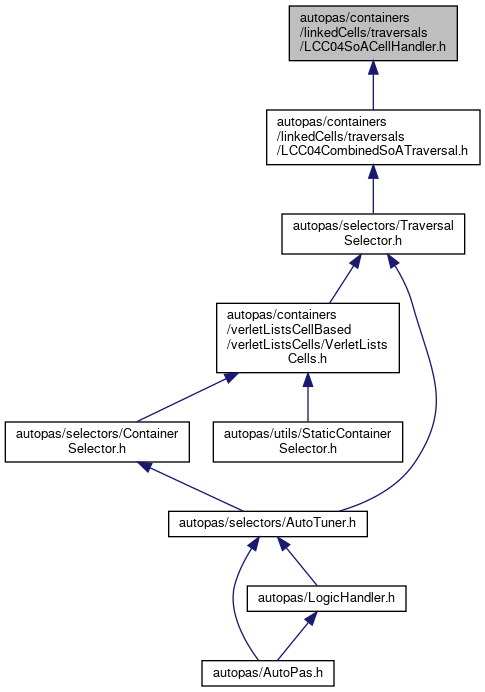 autopas/containers
/linkedCells/traversals
/LCC04SoACellHandler.h
autopas/containers
/linkedCells/traversals
/LCC04CombinedSoATraversal.h
autopas/selectors/Traversal
Selector.h
autopas/containers
/verletListsCellBased
/verletListsCells/VerletLists
Cells.h
autopas/selectors/Container
Selector.h
autopas/utils/StaticContainer
Selector.h
autopas/selectors/AutoTuner.h
autopas/LogicHandler.h
autopas/AutoPas.h